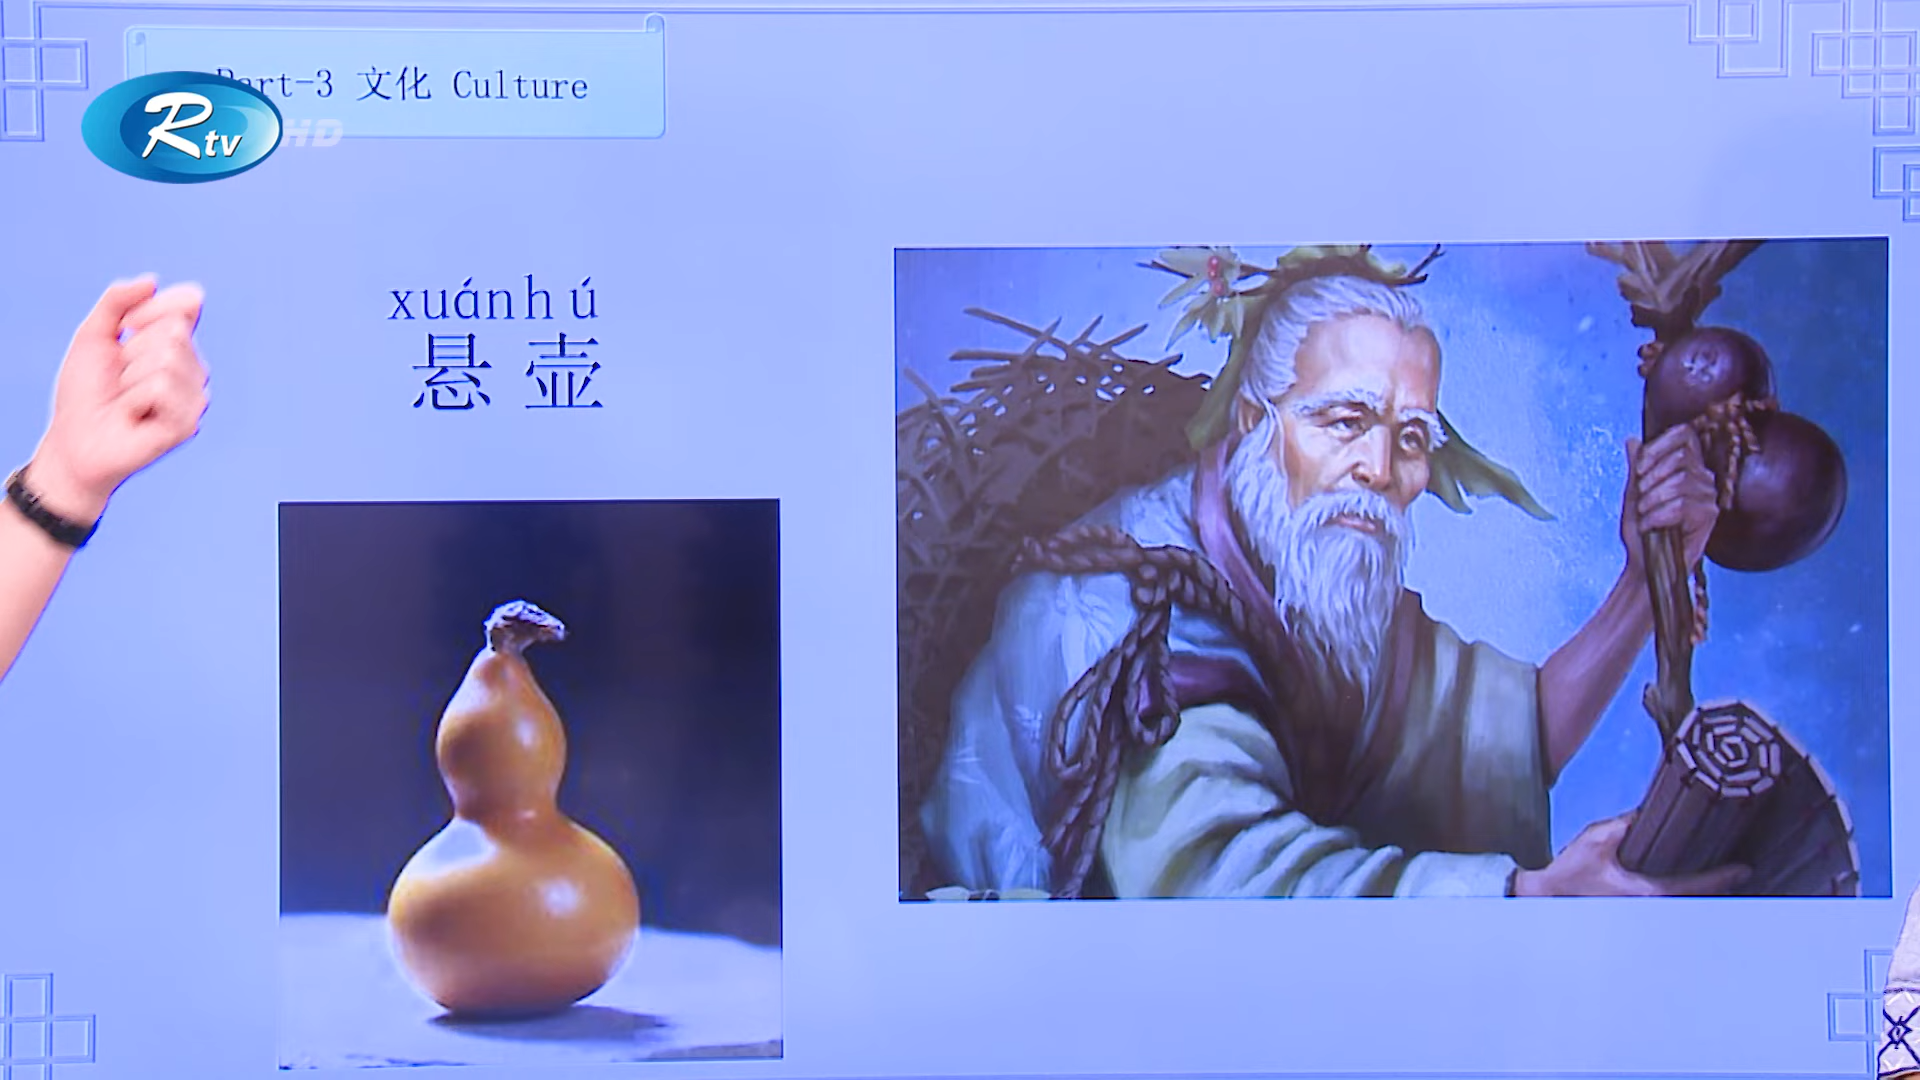 Part-3 文化 Culture
Rtv HD
xuánhú
悬壶